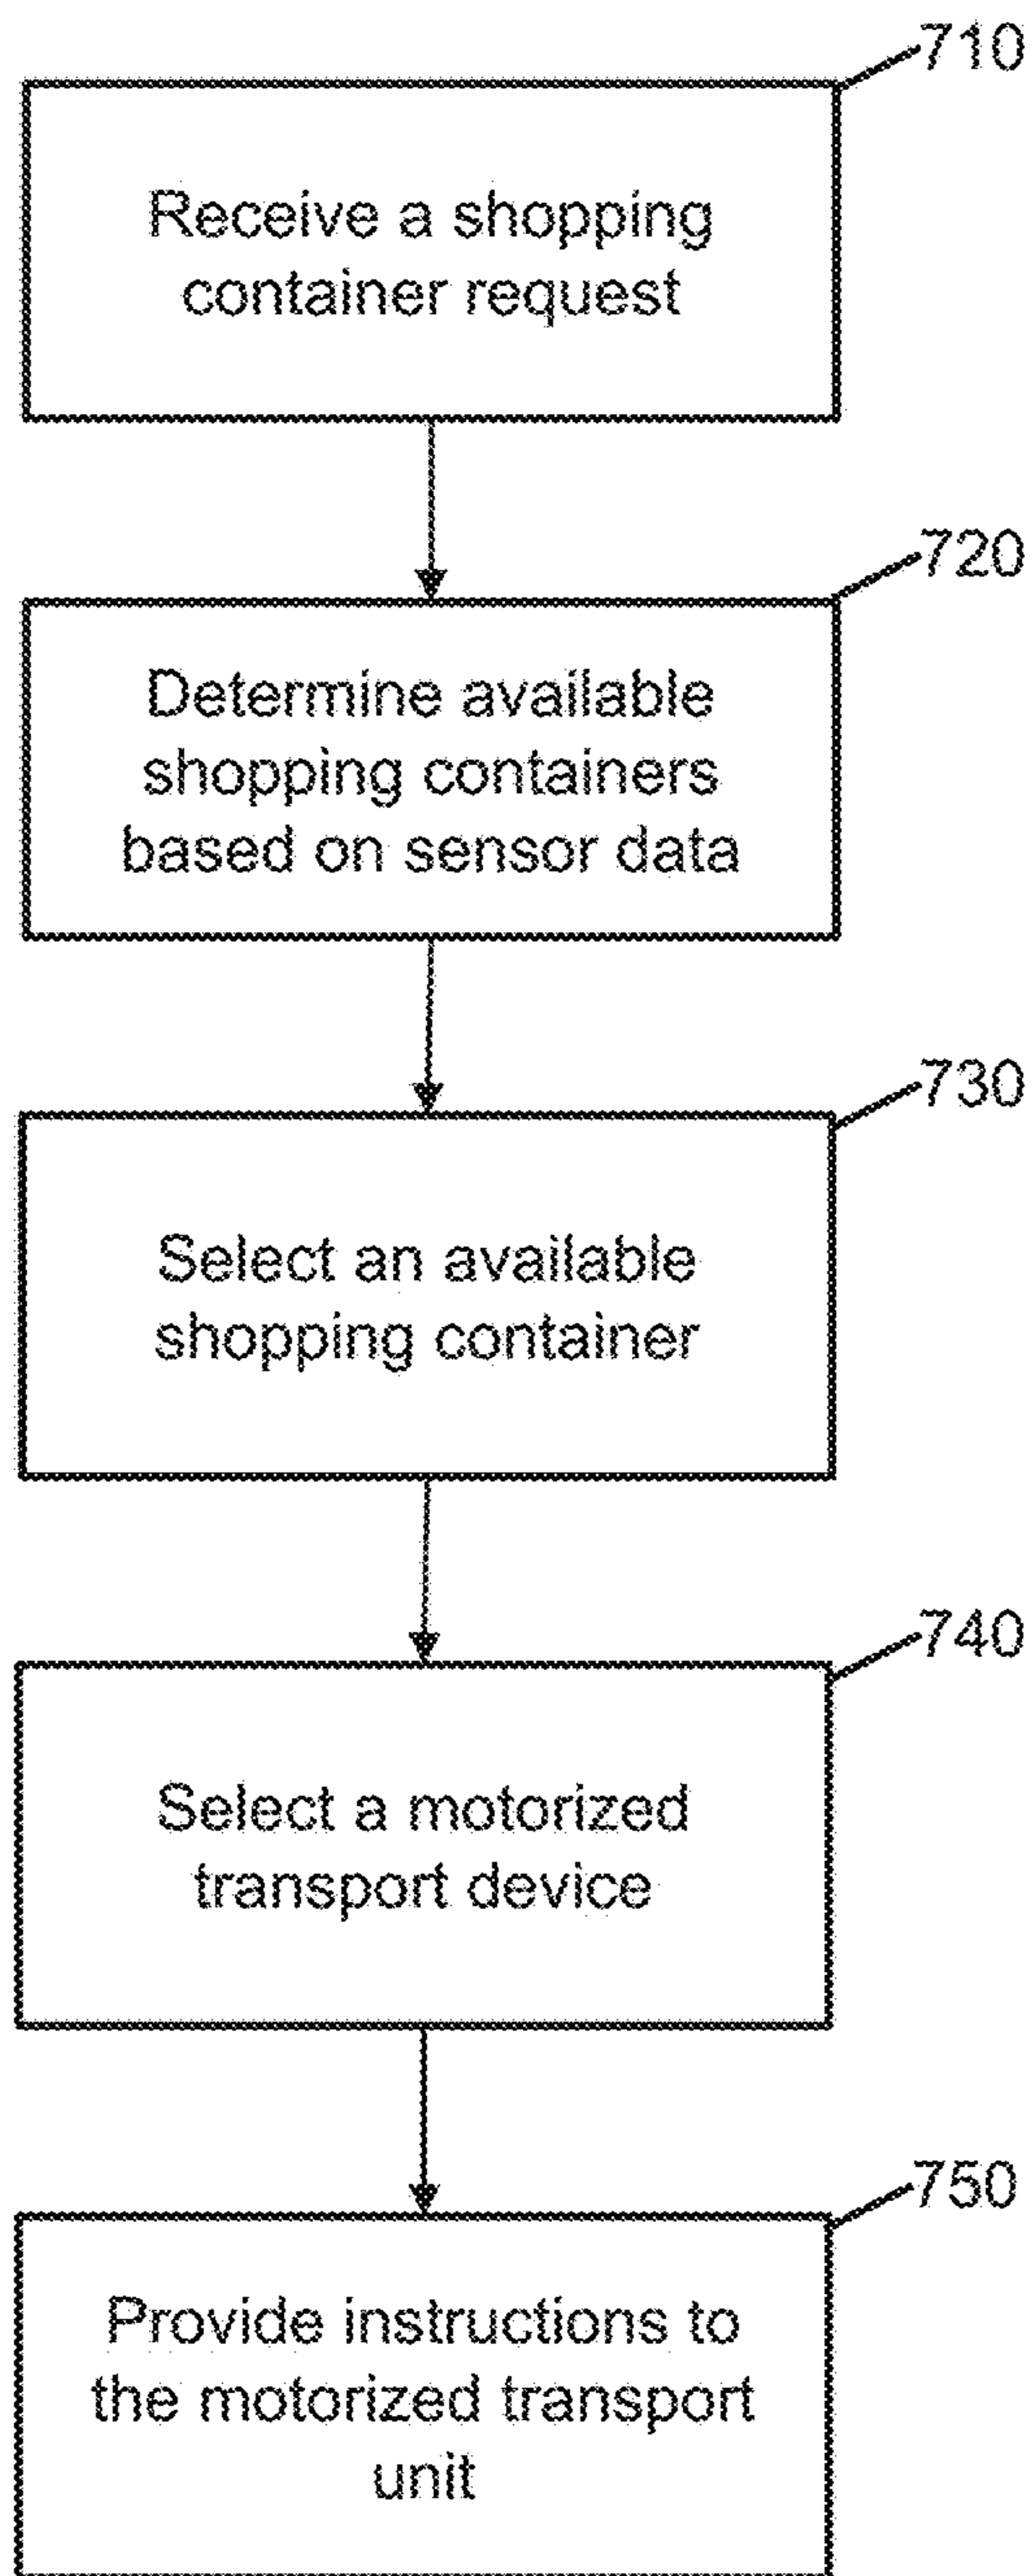 710
Receive a shopping
container request
720
Determine available
shopping containers
based on sensor data
730
Select an available
shopping container
740
Select a motorized
transport device
750
Provide instructions to
the motorized transport
unit